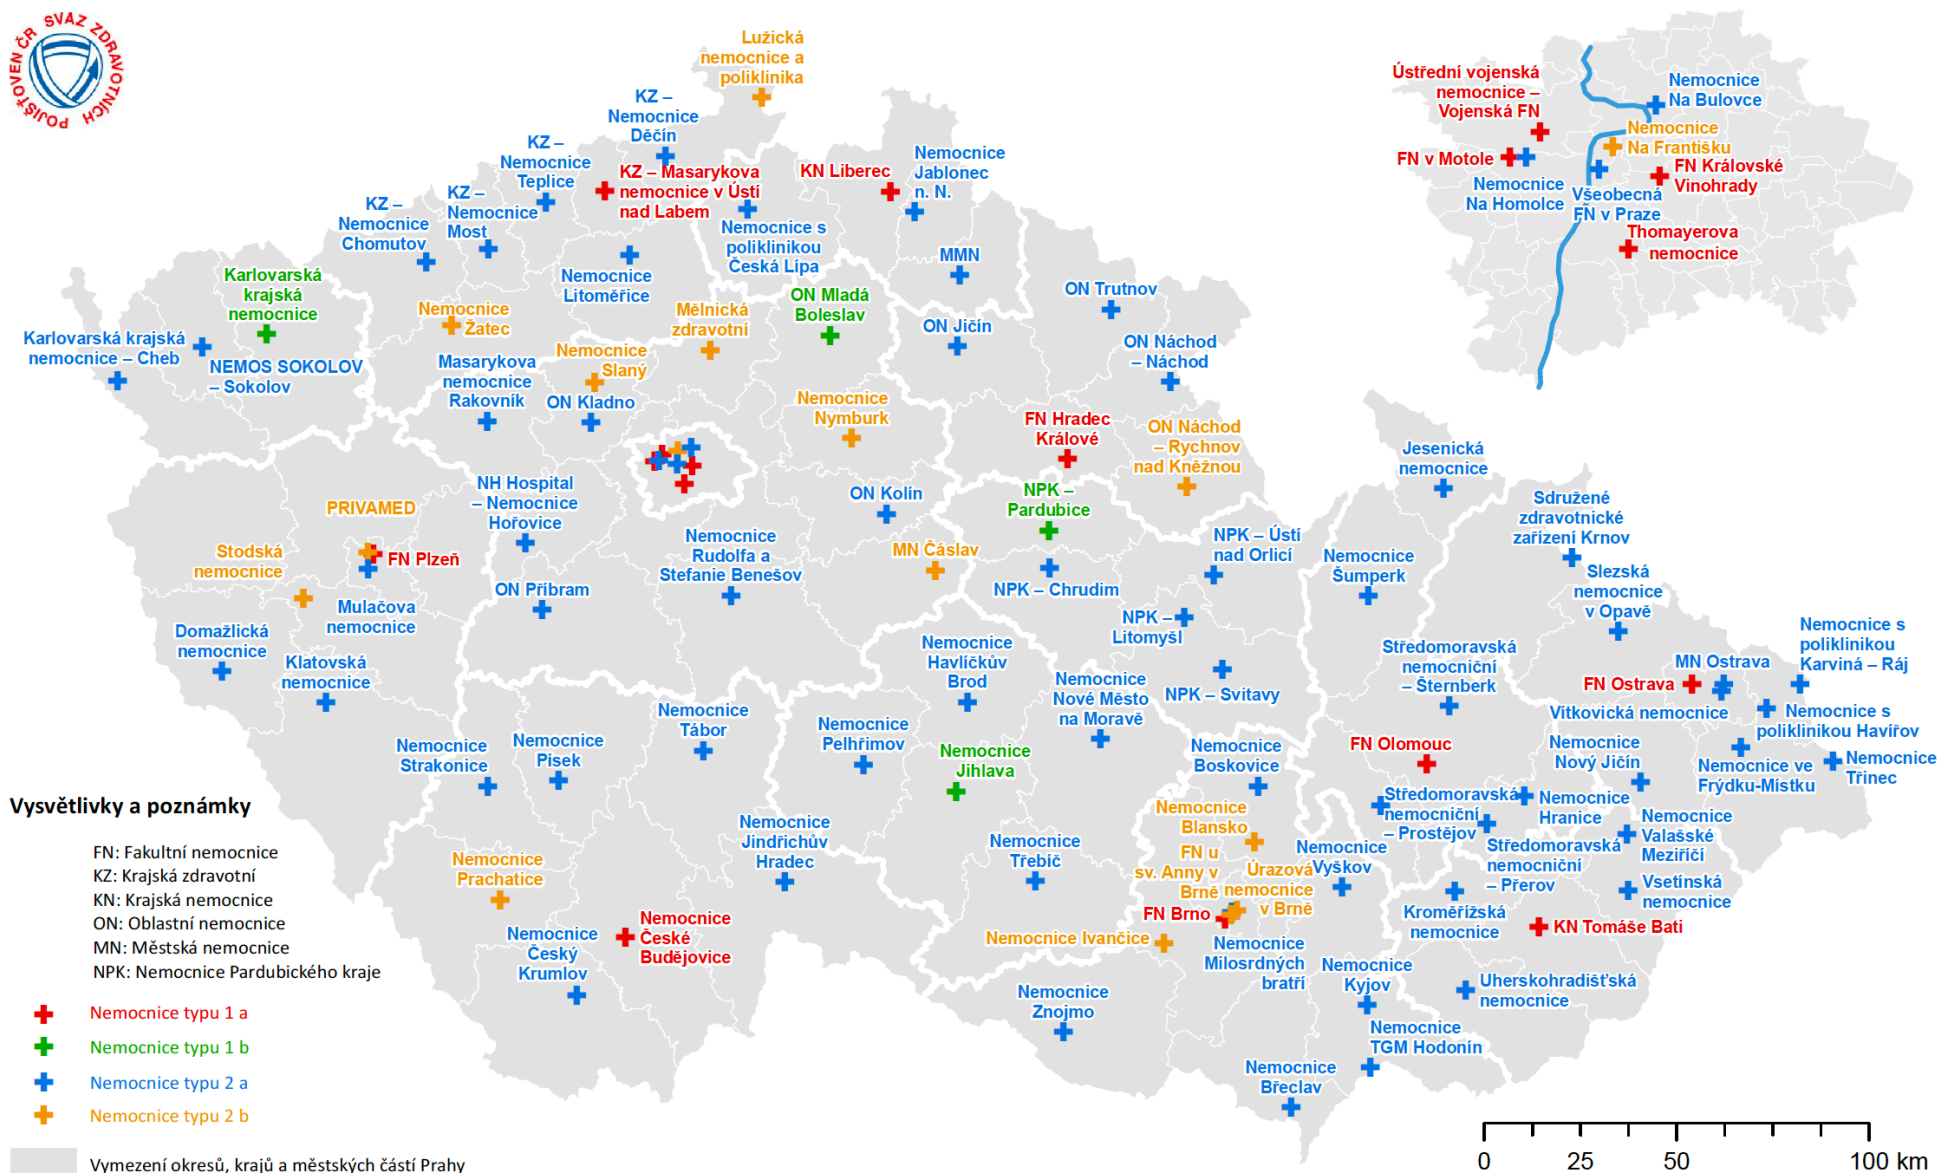 SVAZ ZDRAVOTNÍCH POJIŠŤOVEN ČR
Lužická
nemocnice a
poliklinika
KZ –
Nemocnice
Děčín
KZ –
Nemocnice
Teplice
KZ – Masarykova
nemocnice v Ústí
nad Labem
KN Liberec
Nemocnice
Jablonec
n. N.
KZ –
Nemocnice
Most
KZ –
Nemocnice
Chomutov
Nemocnice s
poliklinikou
Česká Lípa
Nemocnice
Litoměřice
MMN
Karlovarská
krajská
nemocnice
Karlovarská krajská
nemocnice – Cheb
NEMOS SOKOLOV
– Sokolov
Nemocnice
Žatec
Mělnická
zdravotní
ON Mladá
Boleslav
ON Jičín
ON Trutnov
ON Náchod
– Náchod
Masarykova
nemocnice
Rakovník
Nemocnice
Slaný
ON Kladno
Nemocnice
Nymburk
FN Hradec
Králové
ON Náchod
– Rychnov
nad Kněžnou
Jesenická
nemocnice
PRIVAMED
NH Hospital
– Nemocnice
Hořovice
ON Kolín
NPK –
Pardubice
Sdružené
zdravotnické
zařízení Krnov
Stodská
nemocnice
FN Plzeň
Nemocnice
Rudolfa a
Stefanie Benešov
MN Čáslav
NPK – Ústí
nad Orlicí
Nemocnice
Šumperk
ON Příbram
NPK – Chrudim
Slezská
nemocnice
v Opavě
Mulačova
nemocnice
Domažlická
nemocnice
Klatovská
nemocnice
Nemocnice
Havlíčkův
Brod
NPK –
Litomyšl
Středomoravská
nemocniční
– Šternberk
Nemocnice s
poliklinikou
Karviná – Ráj
MN Ostrava
FN Ostrava
Vítkovická nemocnice
Nemocnice s
poliklinikou Havířov
Nemocnice
Nové Město
na Moravě
NPK – Svitavy
Nemocnice
Strakonice
Nemocnice
Písek
Nemocnice
Tábor
Nemocnice
Pelhřimov
Nemocnice
Jihlava
Nemocnice
Boskovice
FN Olomouc
Nemocnice
Nový Jičín
Nemocnice ve
Frýdku-Místku
Nemocnice
Třinec
Středomoravská
nemocniční
– Prostějov
Nemocnice
Hranice
Nemocnice
Valašské
Meziříčí
Nemocnice
Jindřichův
Hradec
Nemocnice
Třebíč
Nemocnice
Blansko
Nemocnice
Vyškov
Středomoravská
nemocniční
– Přerov
Vsetínská
nemocnice
Nemocnice
Prachatice
FN u
sv. Anny v
Brně
Úrazová
nemocnice
v Brně
FN Brno
Kroměřížská
nemocnice
KN Tomáše Bati
Nemocnice
České
Budějovice
Nemocnice
Český
Krumlov
Nemocnice Ivančice
Nemocnice
Milosrdných
bratří
Nemocnice
Kyjov
Uherskohradišťská
nemocnice
Nemocnice
Znojmo
Nemocnice
TGM Hodonín
Nemocnice
Břeclav
Ústřední vojenská
nemocnice –
Vojenská FN
Nemocnice
Na Bulovce
Nemocnice
Na Františku
FN v Motole
FN Královské
Vinohrady
Nemocnice
Na Homolce
Všeobecná
FN v Praze
Thomayerova
nemocnice
Vysvětlivky a poznámky
FN: Fakultní nemocnice
KZ: Krajská zdravotní
KN: Krajská nemocnice
ON: Oblastní nemocnice
MN: Městská nemocnice
NPK: Nemocnice Pardubického kraje
Nemocnice typu 1 a
Nemocnice typu 1 b
Nemocnice typu 2 a
Nemocnice typu 2 b
Vymezení okresů, krajů a městských částí Prahy
0 25 50 100 km